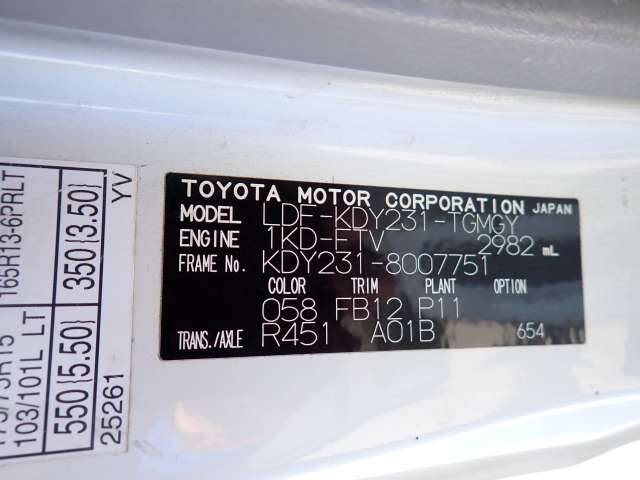 TOYOTA MOTOR CORPORATION JAPAN
MODEL LDF-KDY231-TGMGY
ENGINE 1KD-FTV 2982 mL
FRAME No. KDY231-8007751
COLOR TRIM PLANT OPTION
058 FB12 P11
TRANS./AXLE R451 A01B 654
165R13-6PRLT
103/101L LT
550(5.50) 350(3.50)
25261 YV